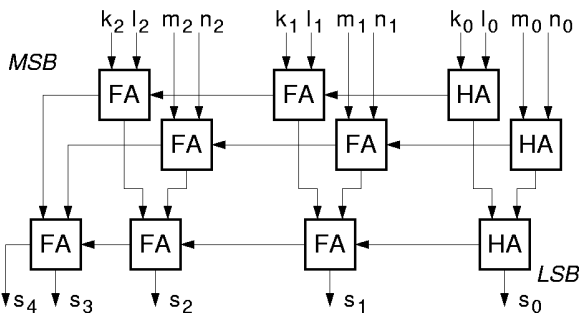 k₂ l₂ m₂ n₂ k₁ l₁ m₁ n₁ k₀ l₀ m₀ n₀
MSB
FA FA HA
FA FA HA
FA FA FA HA
LSB
s₄ s₃ s₂ s₁ s₀